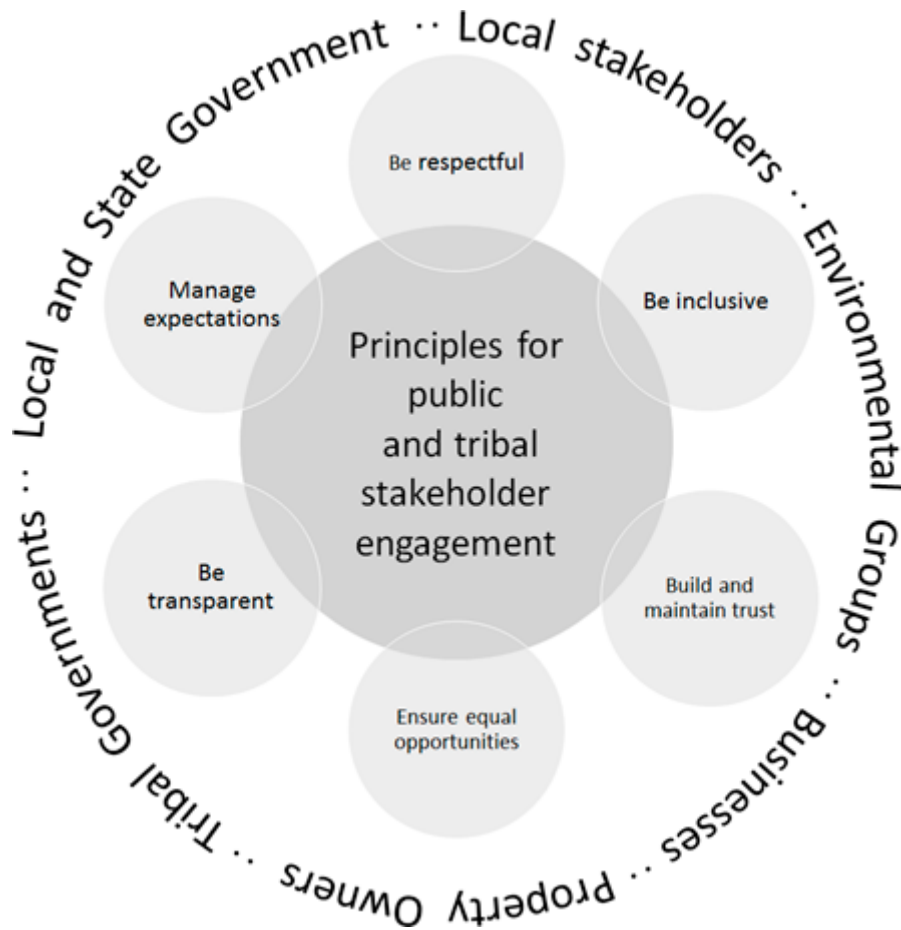 Local stakeholders ·· Environmental Groups ·· Businesses ·· Property Owners ·· Tribal Governments ·· Local and State Government ··
Be respectful
Be inclusive
Build and
maintain trust
Ensure equal
opportunities
Be
transparent
Manage
expectations
Principles for
public
and tribal
stakeholder
engagement